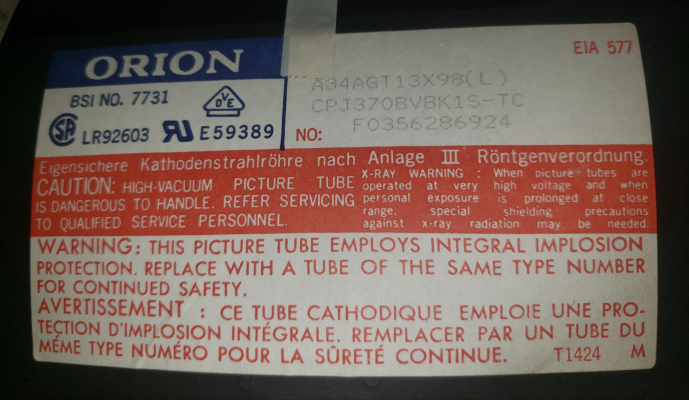 ORION
EIA 577
BSI NO. 7731
DVE
SA LR92603 RU E59389
A34AGT13X98(L)
CPJ370BVBK1S-TC
NO: F0356286924
Eigensichere Kathodenstrahlröhre nach Anlage III Röntgenverordnung.
CAUTION: HIGH-VACUUM PICTURE TUBE
IS DANGEROUS TO HANDLE. REFER SERVICING
TO QUALIFIED SERVICE PERSONNEL.
X-RAY WARNING : When picture tubes are
operated at very high voltage and when
personal exposure is prolonged at close
range, special shielding precautions
against x-ray radiation may be needed.
WARNING: THIS PICTURE TUBE EMPLOYS INTEGRAL IMPLOSION
PROTECTION. REPLACE WITH A TUBE OF THE SAME TYPE NUMBER
FOR CONTINUED SAFETY.
AVERTISSEMENT : CE TUBE CATHODIQUE EMPLOIE UNE PRO-
TECTION D'IMPLOSION INTÉGRALE. REMPLACER PAR UN TUBE DU
MÉME TYPE NUMÉRO POUR LA SÛRETÉ CONTINUE. T1424 M